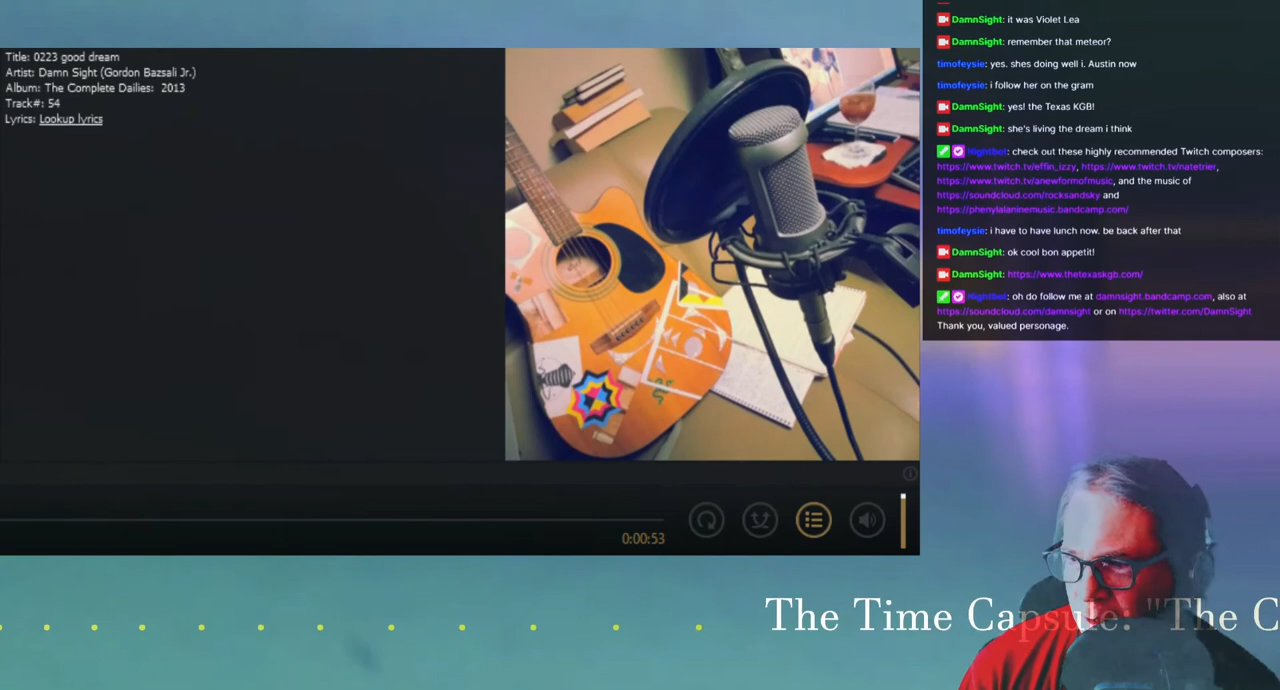 Title: 0223 good dream
Artist: Damn Sight (Gordon Bazsali Jr.)
Album: The Complete Dailies:  2013
Track#: 54
Lyrics: Lookup lyrics
0:00:53
DamnSight: it was Violet Lea
DamnSight: remember that meteor?
timofeysie: yes. shes doing well i. Austin now
timofeysie: i follow her on the gram
DamnSight: yes! the Texas KGB!
DamnSight: she's living the dream i think
Nightbot: check out these highly recommended Twitch composers:
https://www.twitch.tv/effin_izzy, https://www.twitch.tv/natetrier,
https://www.twitch.tv/anewformofmusic, and the music of
https://soundcloud.com/rocksandsky and
https://phenylalaninemusic.bandcamp.com/
timofeysie: i have to have lunch now. be back after that
DamnSight: ok cool bon appetit!
DamnSight: https://www.thetexaskgb.com/
Nightbot: oh do follow me at damnsight.bandcamp.com, also at
https://soundcloud.com/damnsight or on https://twitter.com/DamnSight
Thank you, valued personage.
The Time Capsule: "The C